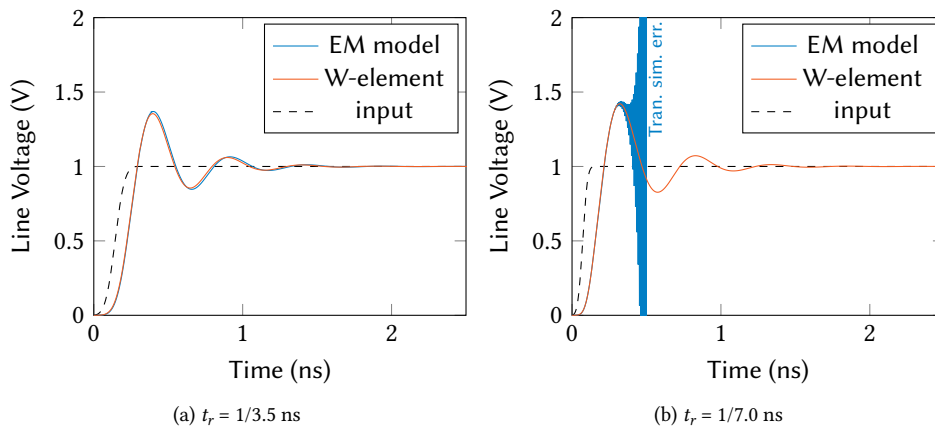 2
1.5
1
0.5
0
Line Voltage (V)
EM model
W-element
input
0
1
2
Time (ns)
(a) t_r = 1/3.5 ns
2
1.5
1
0.5
0
Line Voltage (V)
Tran. sim. err.
EM model
W-element
input
0
1
2
Time (ns)
(b) t_r = 1/7.0 ns